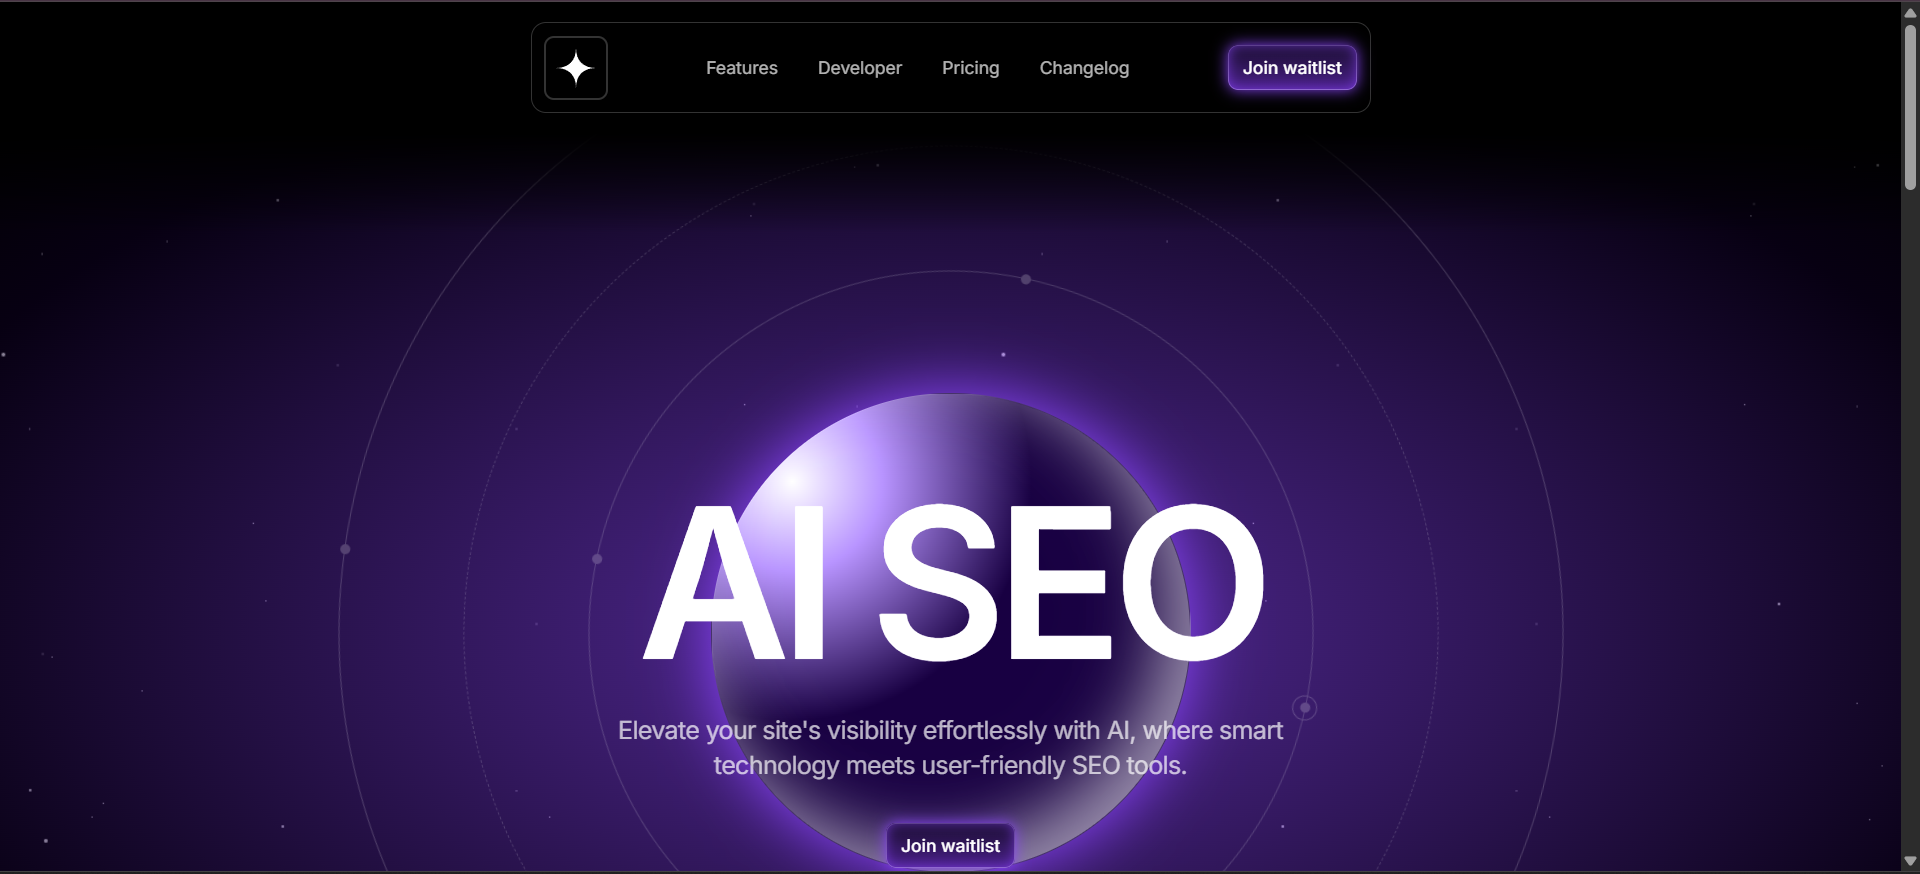 Features Developer Pricing Changelog Join waitlist
AI SEO
Elevate your site's visibility effortlessly with AI, where smart
technology meets user-friendly SEO tools.
Join waitlist